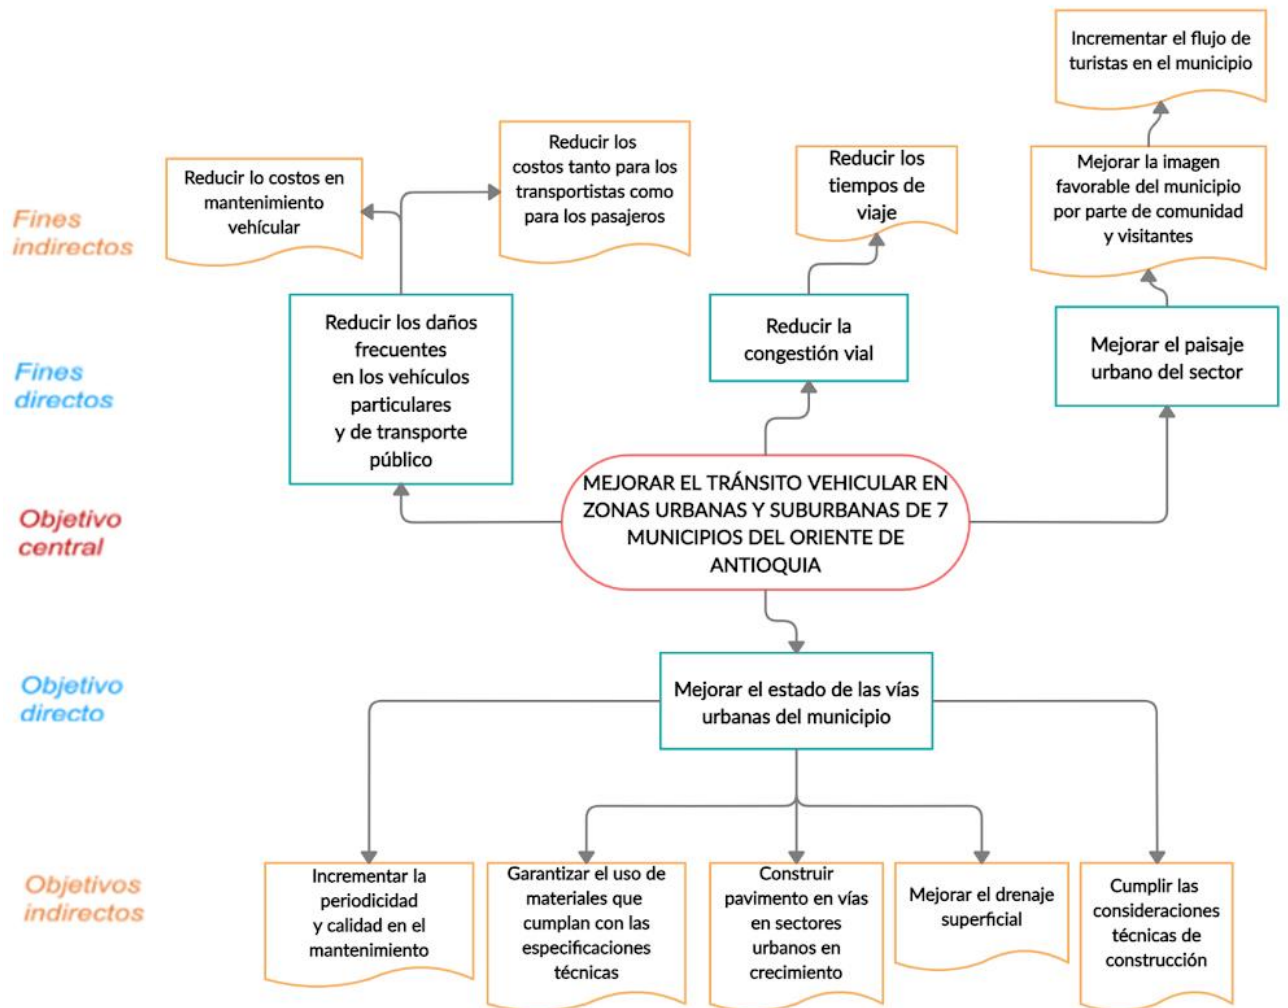 Incrementar el flujo de
turistas en el municipio
Reducir los
costos tanto para los
transportistas como
para los pasajeros
Reducir lo costos en
mantenimiento
vehícular
Reducir los
tiempos de
viaje
Mejorar la imagen
favorable del municipio
por parte de comunidad
y visitantes
Fines
indirectos
Reducir los daños
frecuentes
en los vehículos
particulares
y de transporte
público
Reducir la
congestión vial
Mejorar el paisaje
urbano del sector
Fines
directos
MEJORAR EL TRÁNSITO VEHICULAR EN
ZONAS URBANAS Y SUBURBANAS DE 7
MUNICIPIOS DEL ORIENTE DE
ANTIOQUIA
Objetivo
central
Objetivo
directo
Mejorar el estado de las vías
urbanas del municipio
Objetivos
indirectos
Incrementar la
periodicidad
y calidad en el
mantenimiento
Garantizar el uso de
materiales que
cumplan con las
especificaciones
técnicas
Construir
pavimento en vías
en sectores
urbanos en
crecimiento
Mejorar el drenaje
superficial
Cumplir las
consideraciones
técnicas de
construcción